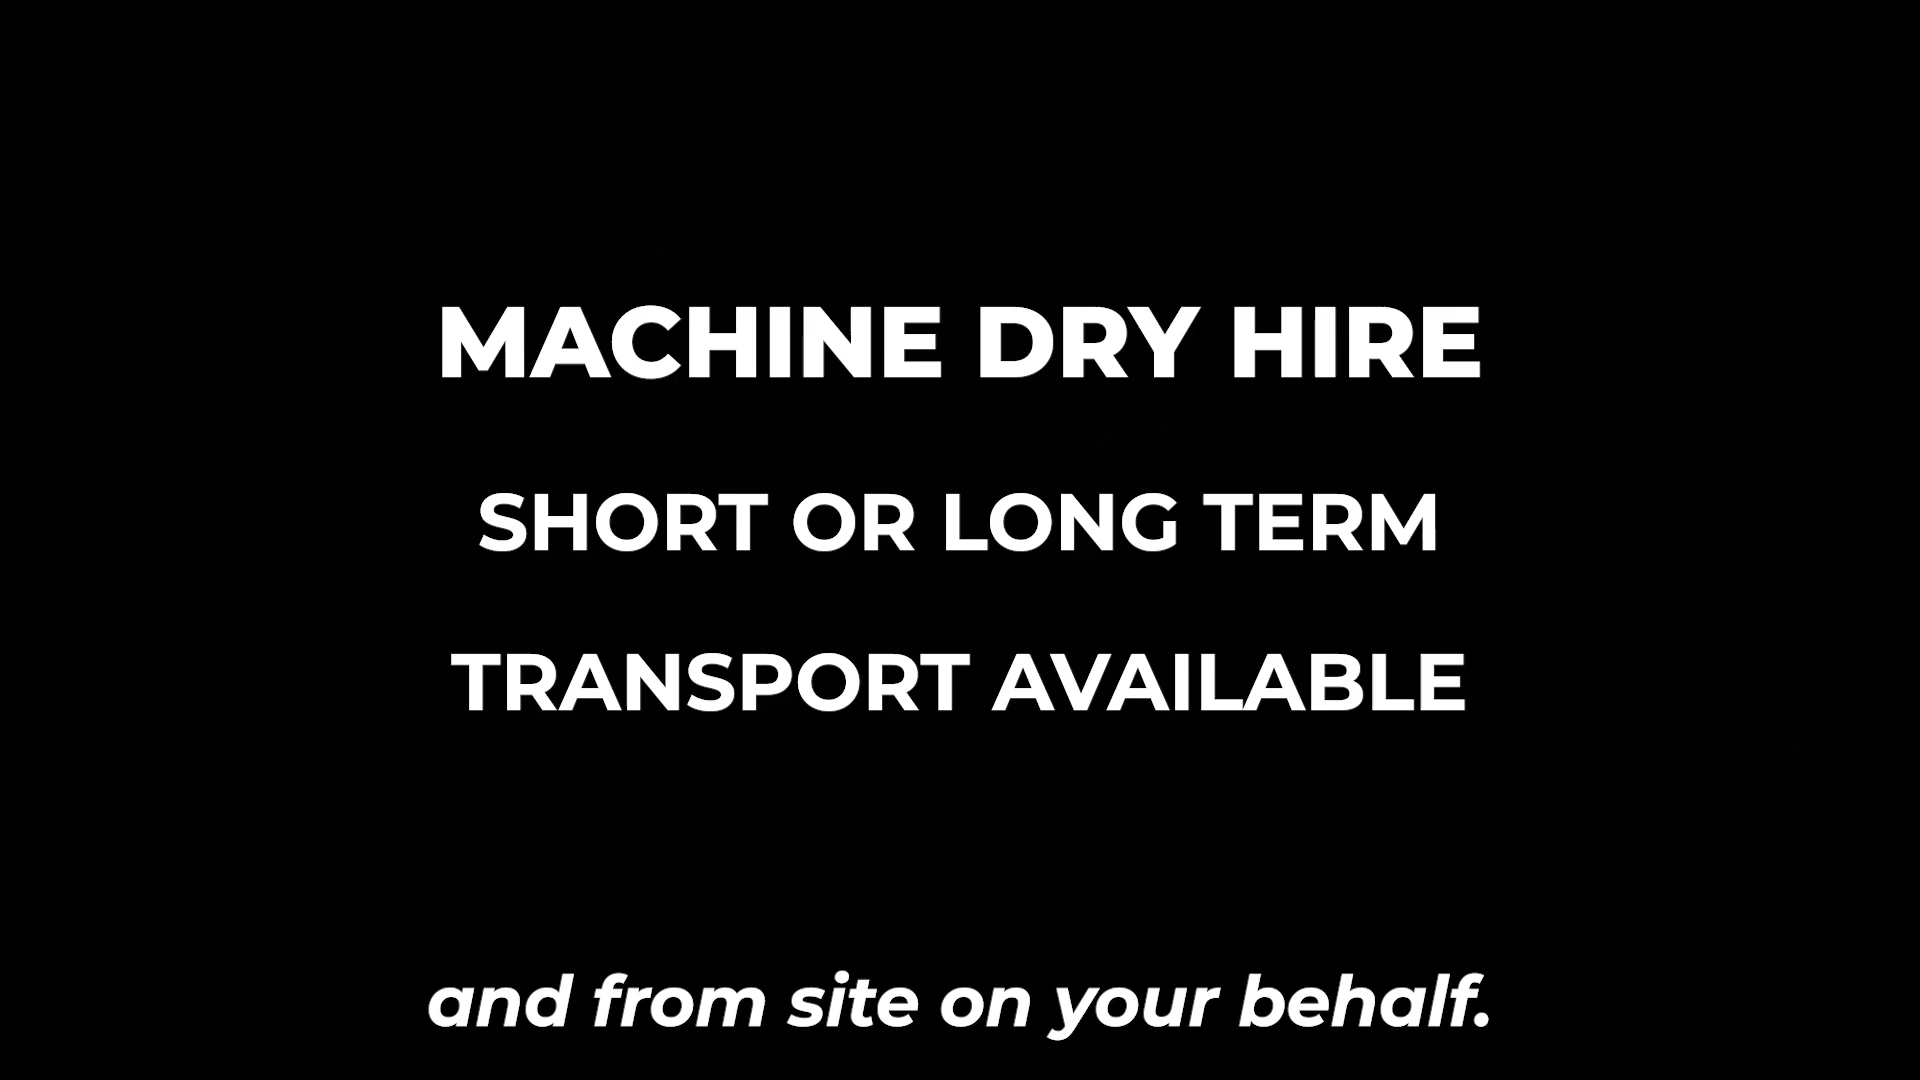 MACHINE DRY HIRE
SHORT OR LONG TERM
TRANSPORT AVAILABLE
and from site on your behalf.